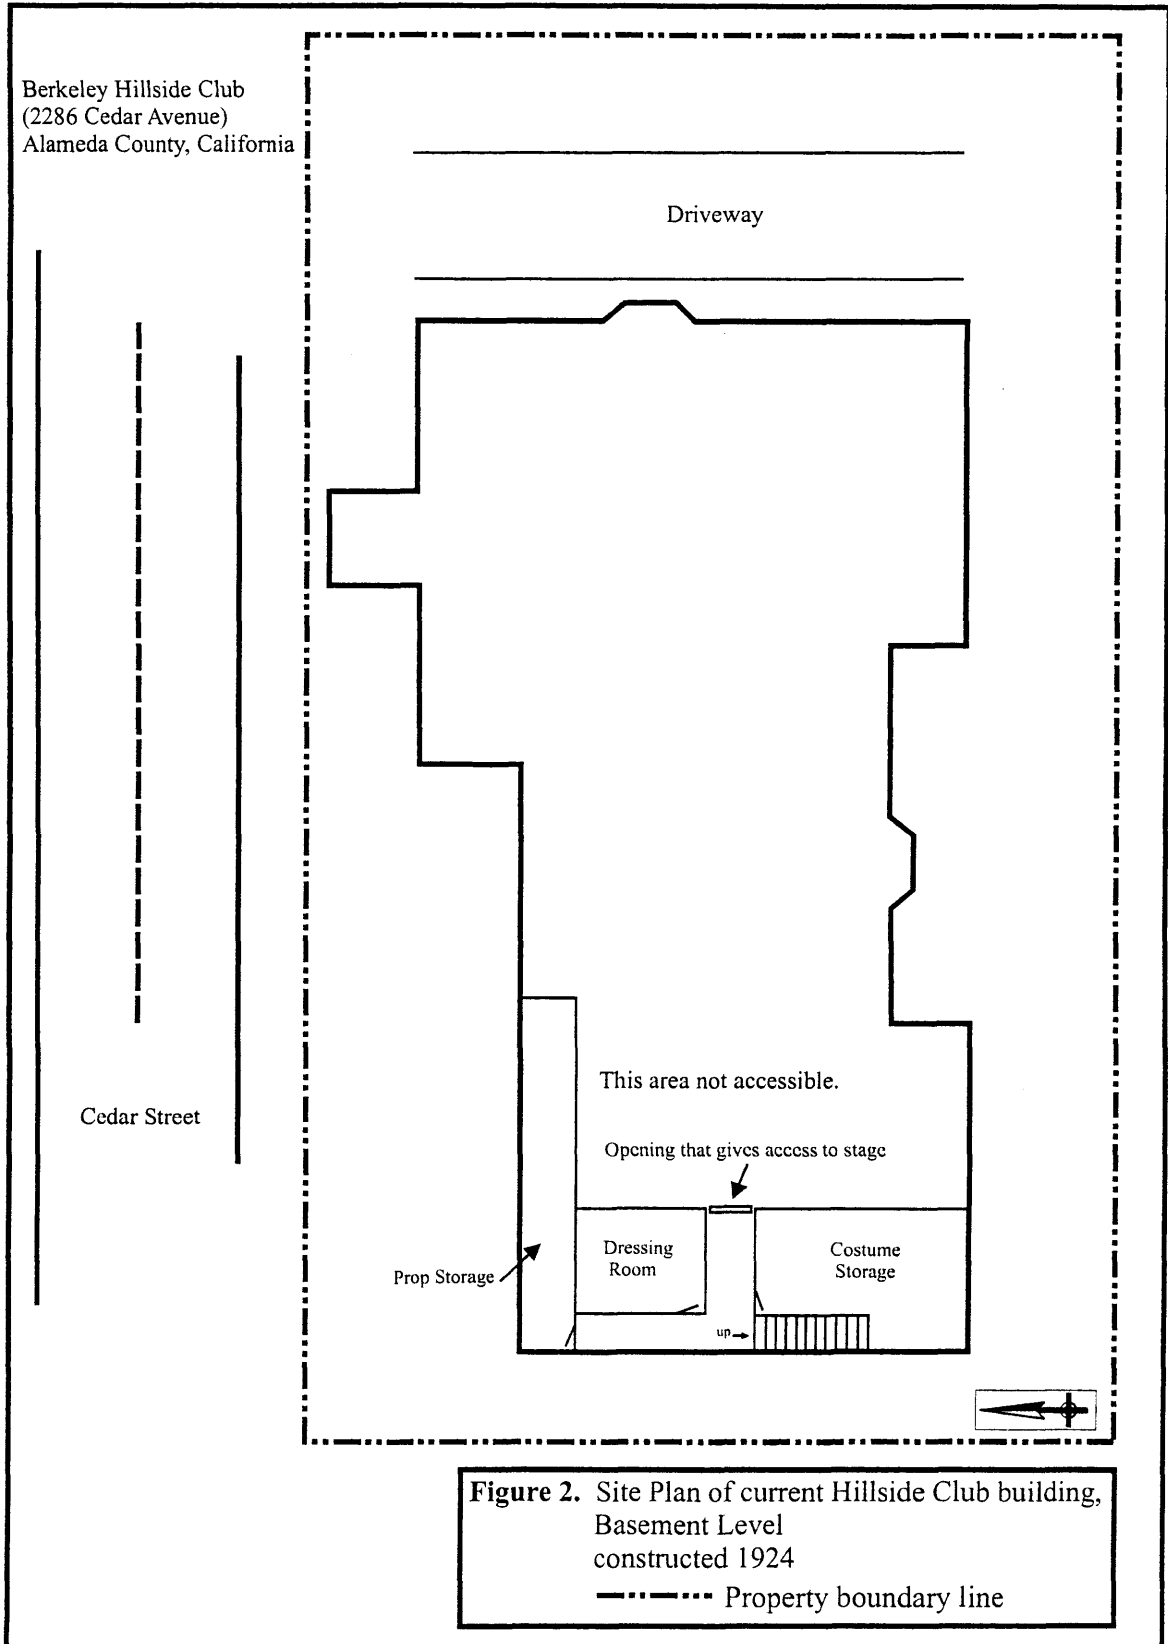 Berkeley Hillside Club
(2286 Cedar Avenue)
Alameda County, California
Driveway
This area not accessible.
Cedar Street
Opening that gives access to stage
Dressing
Room
Costume
Storage
Prop Storage
up
Figure 2. Site Plan of current Hillside Club building,
Basement Level
constructed 1924
Property boundary line